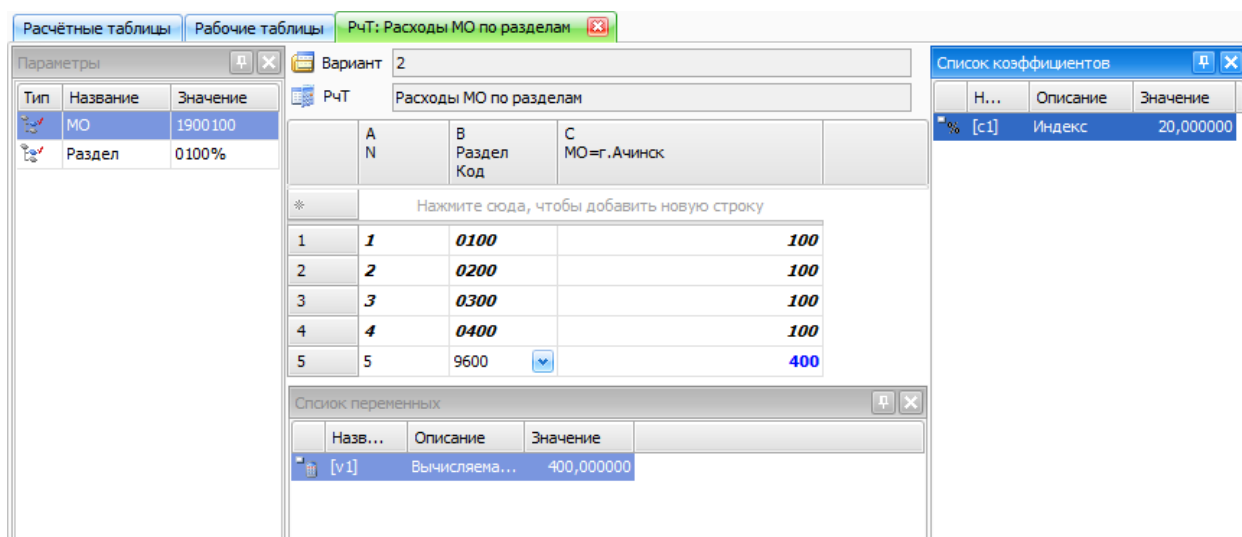 Расчётные таблицы Рабочие таблицы РчТ: Расходы МО по разделам
Параметры
Тип Название Значение
МО 1900100
Раздел 0100%
Вариант 2
РчТ Расходы МО по разделам
A B C
N Раздел МО=г.Ачинск
Код
Нажмите сюда, чтобы добавить новую строку
1 1 0100 100
2 2 0200 100
3 3 0300 100
4 4 0400 100
5 5 9600 400
Спсиок переменных
Назв... Описание Значение
[v1] Вычисляема... 400,000000
Список коэффициентов
Н... Описание Значение
% [c1] Индекс 20,000000